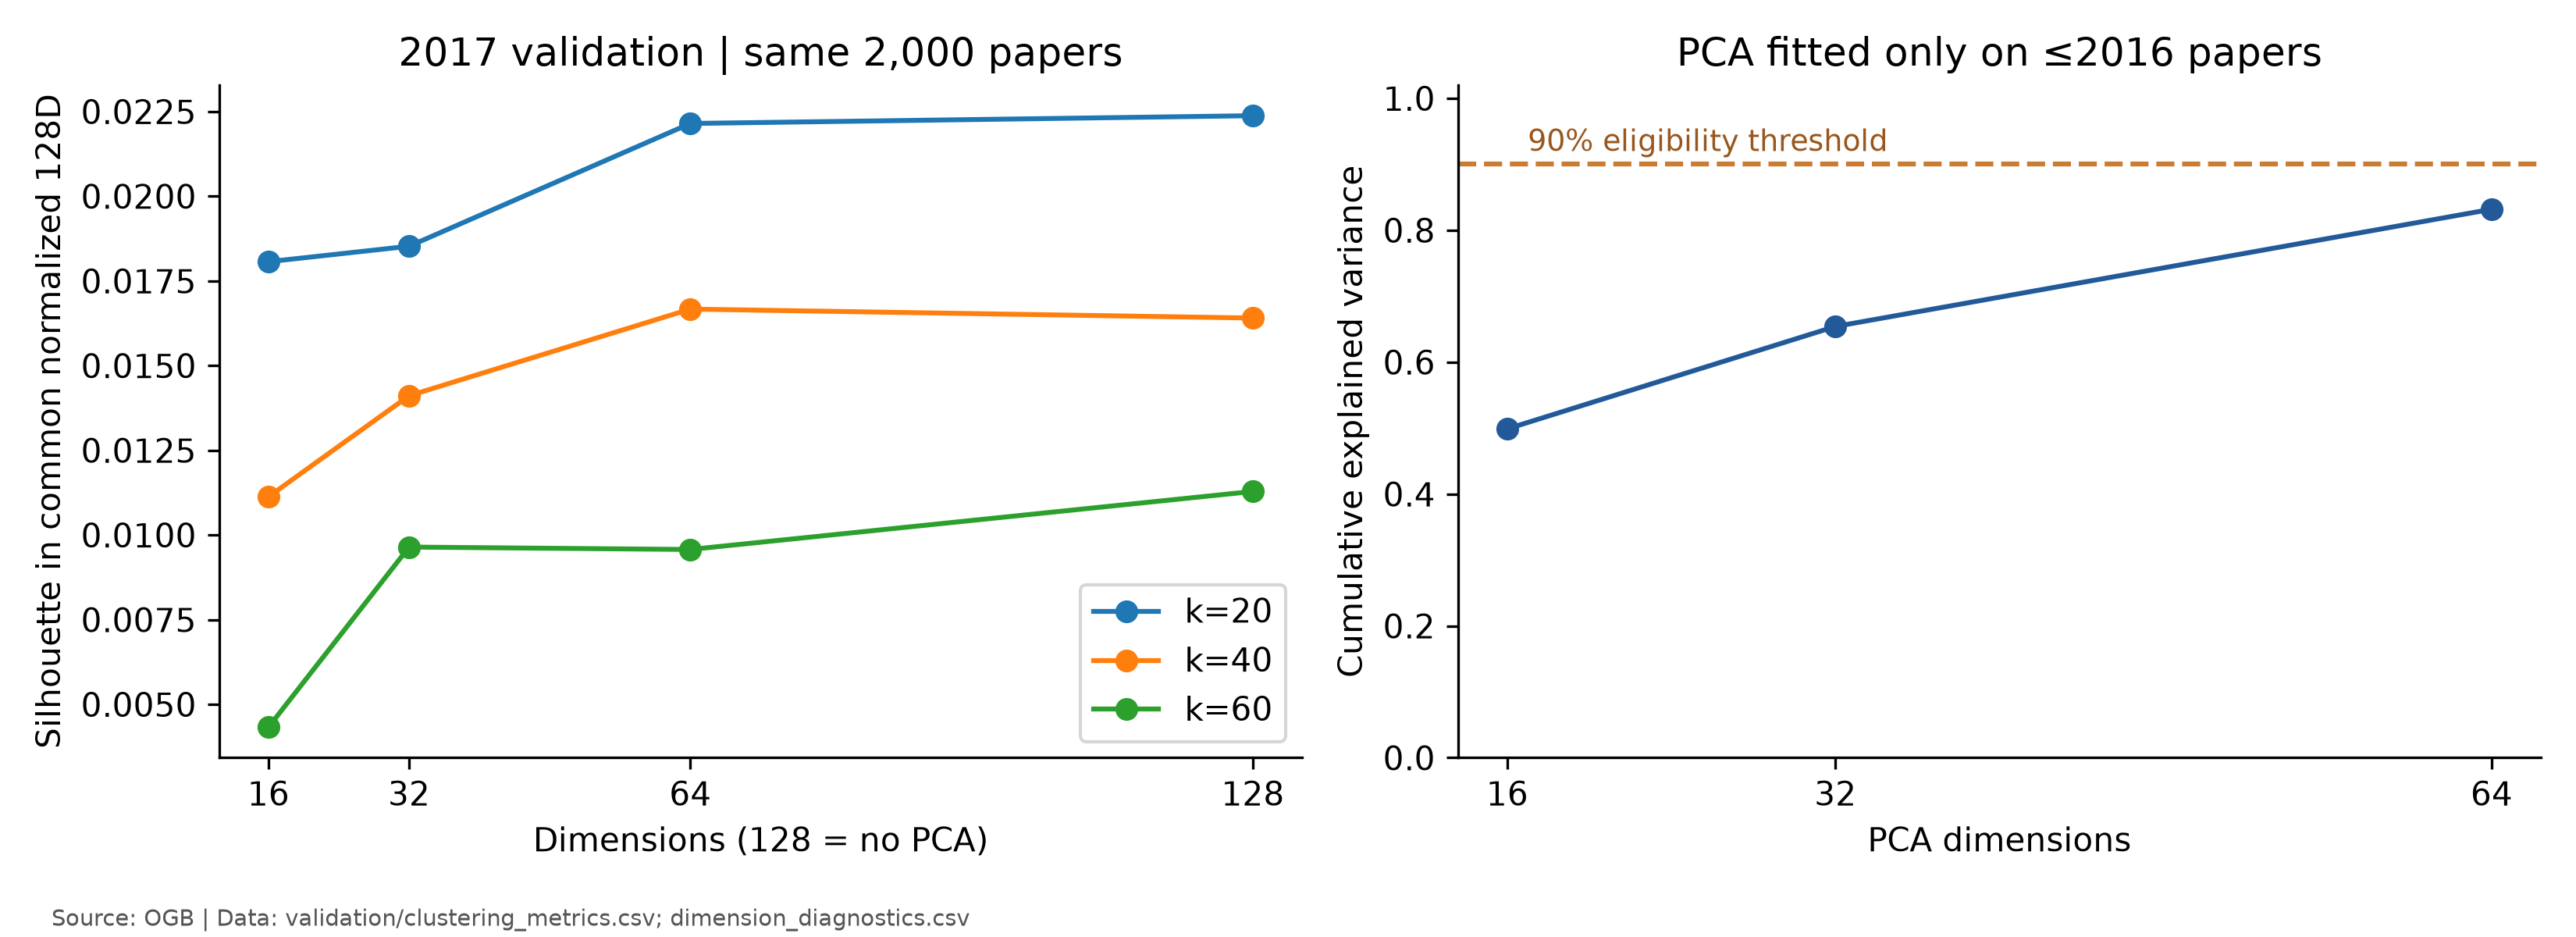 2017 validation | same 2,000 papers
Silhouette in common normalized 128D
0.0225
0.0200
0.0175
0.0150
0.0125
0.0100
0.0075
0.0050
16
32
64
128
Dimensions (128 = no PCA)
k=20
k=40
k=60
PCA fitted only on ≤2016 papers
Cumulative explained variance
1.0
0.8
0.6
0.4
0.2
0.0
90% eligibility threshold
16
32
64
PCA dimensions
Source: OGB | Data: validation/clustering_metrics.csv; dimension_diagnostics.csv